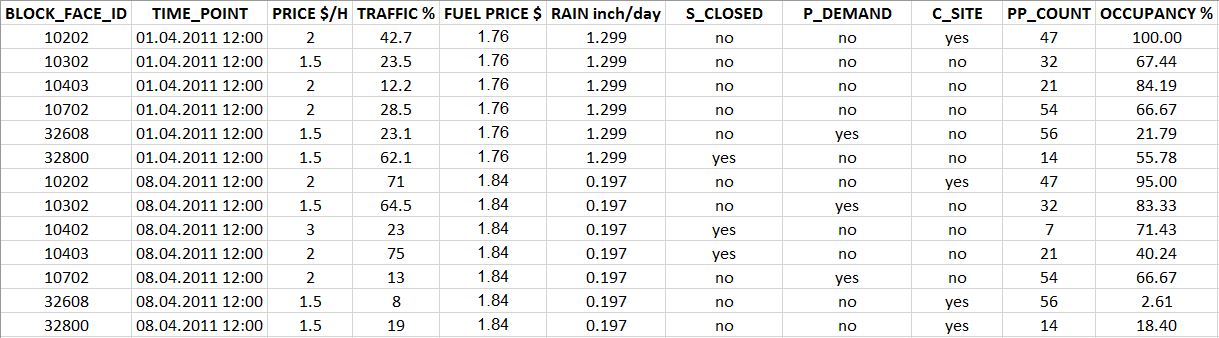 BLOCK_FACE_ID TIME_POINT PRICE $/H TRAFFIC % FUEL PRICE $ RAIN inch/day S_CLOSED P_DEMAND C_SITE PP_COUNT OCCUPANCY %
10202 01.04.2011 12:00 2 42.7 1.76 1.299 no no yes 47 100.00
10302 01.04.2011 12:00 1.5 23.5 1.76 1.299 no no no 32 67.44
10403 01.04.2011 12:00 2 12.2 1.76 1.299 no no no 21 84.19
10702 01.04.2011 12:00 2 28.5 1.76 1.299 no no no 54 66.67
32608 01.04.2011 12:00 1.5 23.1 1.76 1.299 no yes no 56 21.79
32800 01.04.2011 12:00 1.5 62.1 1.76 1.299 yes no no 14 55.78
10202 08.04.2011 12:00 2 71 1.84 0.197 no no yes 47 95.00
10302 08.04.2011 12:00 1.5 64.5 1.84 0.197 no yes no 32 83.33
10402 08.04.2011 12:00 3 23 1.84 0.197 yes no no 7 71.43
10403 08.04.2011 12:00 2 75 1.84 0.197 yes no no 21 40.24
10702 08.04.2011 12:00 2 13 1.84 0.197 no yes no 54 66.67
32608 08.04.2011 12:00 1.5 8 1.84 0.197 no no yes 56 2.61
32800 08.04.2011 12:00 1.5 19 1.84 0.197 no no yes 14 18.40